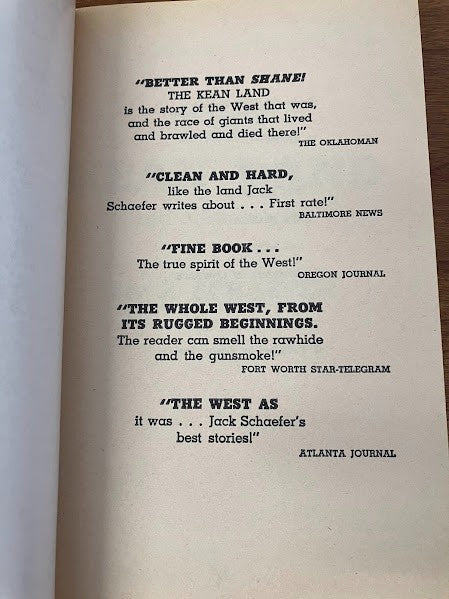 "BETTER THAN SHANE!
THE KEAN LAND
is the story of the West that was,
and the race of giants that lived
and brawled and died there!"
THE OKLAHOMAN
"CLEAN AND HARD,
like the land Jack
Schaefer writes about . . . First rate!"
BALTIMORE NEWS
"FINE BOOK . . .
The true spirit of the West!"
OREGON JOURNAL
"THE WHOLE WEST, FROM
ITS RUGGED BEGINNINGS.
The reader can smell the rawhide
and the gunsmoke!"
FORT WORTH STAR-TELEGRAM
"THE WEST AS
it was . . . Jack Schaefer's
best stories!"
ATLANTA JOURNAL